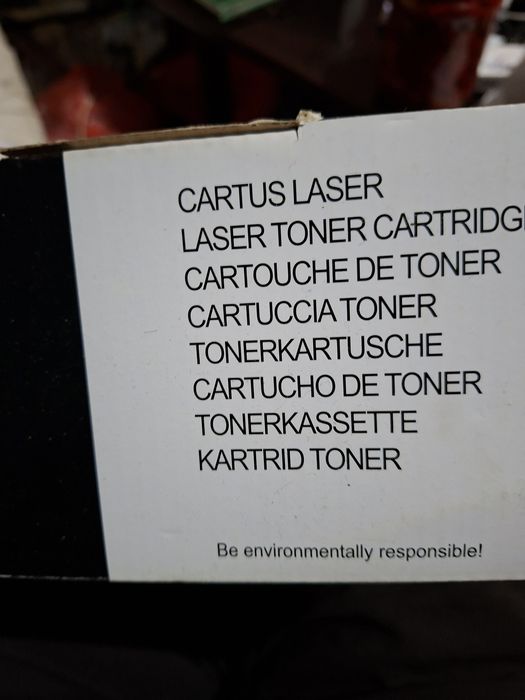 CARTUS LASER
LASER TONER CARTRIDG
CARTOUCHE DE TONER
CARTUCCIA TONER
TONERKARTUSCHE
CARTUCHO DE TONER
TONERKASSETTE
KARTRID TONER
Be environmentally responsible!